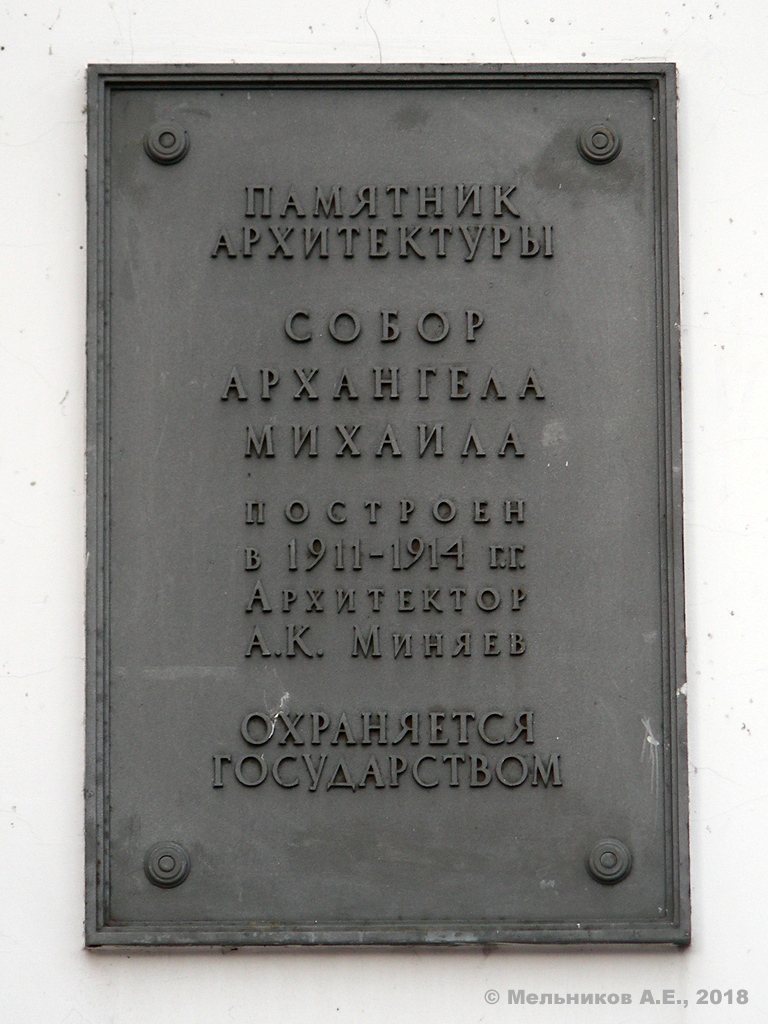 ПАМЯТНИК
АРХИТЕКТУРЫ
СОБОР
АРХАНГЕЛА
МИХАИЛА
ПОСТРОЕН
В 1911-1914 Г.Г.
АРХИТЕКТОР
А.К. МИНЯЕВ
ОХРАНЯЕТСЯ
ГОСУДАРСТВОМ
© Мельников А.Е., 2018